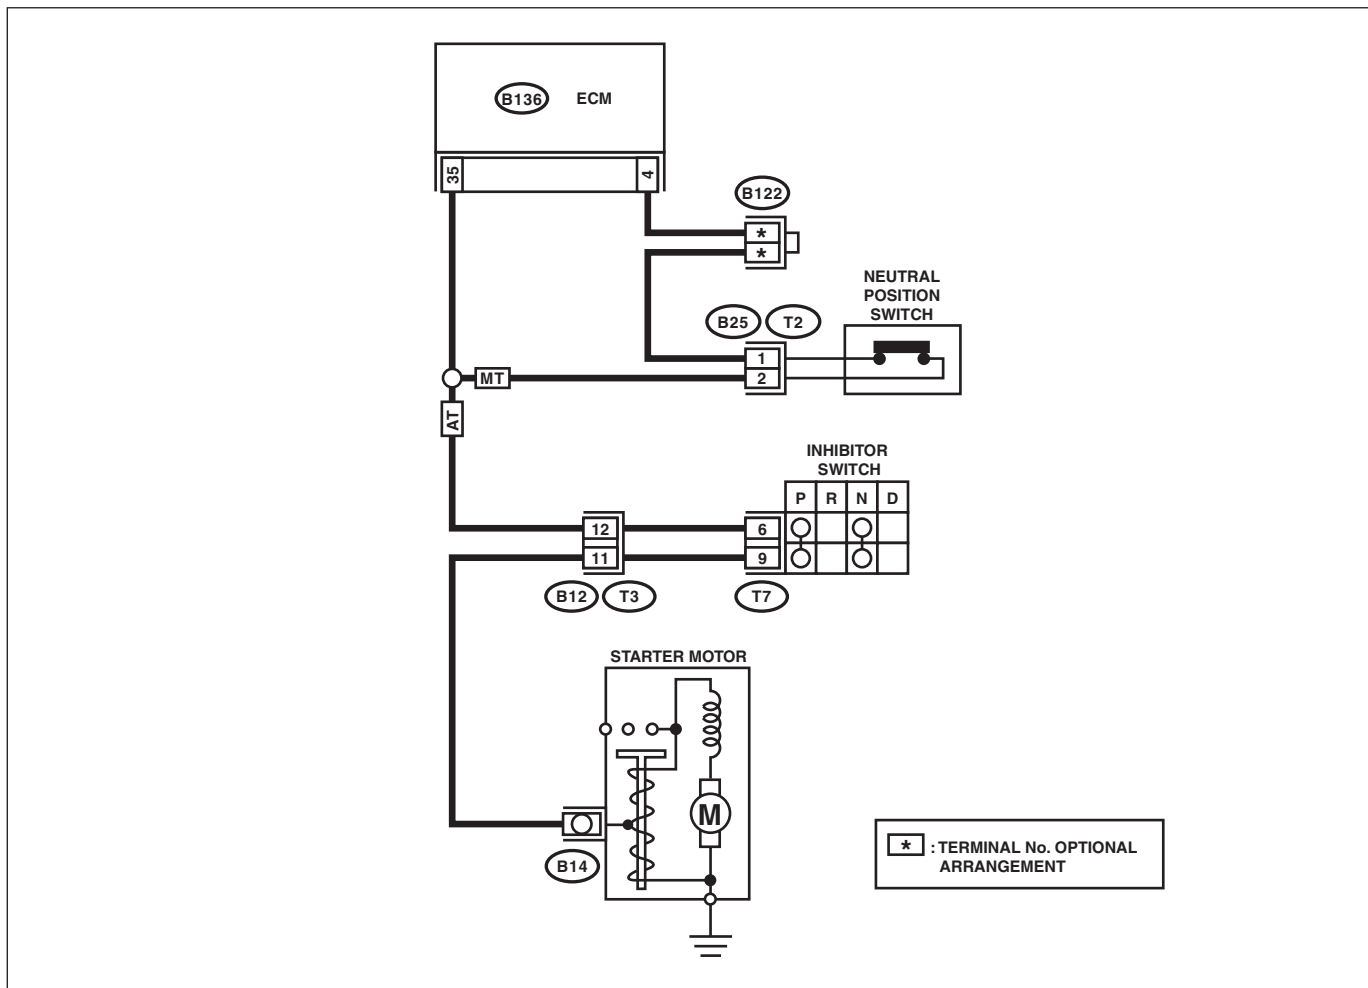 B136 ECM
35 4
B122
*
*
NEUTRAL
POSITION
SWITCH
B25 T2
1
2
MT
AT
INHIBITOR
SWITCH
P R N D
12 6
11 9
B12 T3 T7
STARTER MOTOR
M
B14
* : TERMINAL No. OPTIONAL
ARRANGEMENT